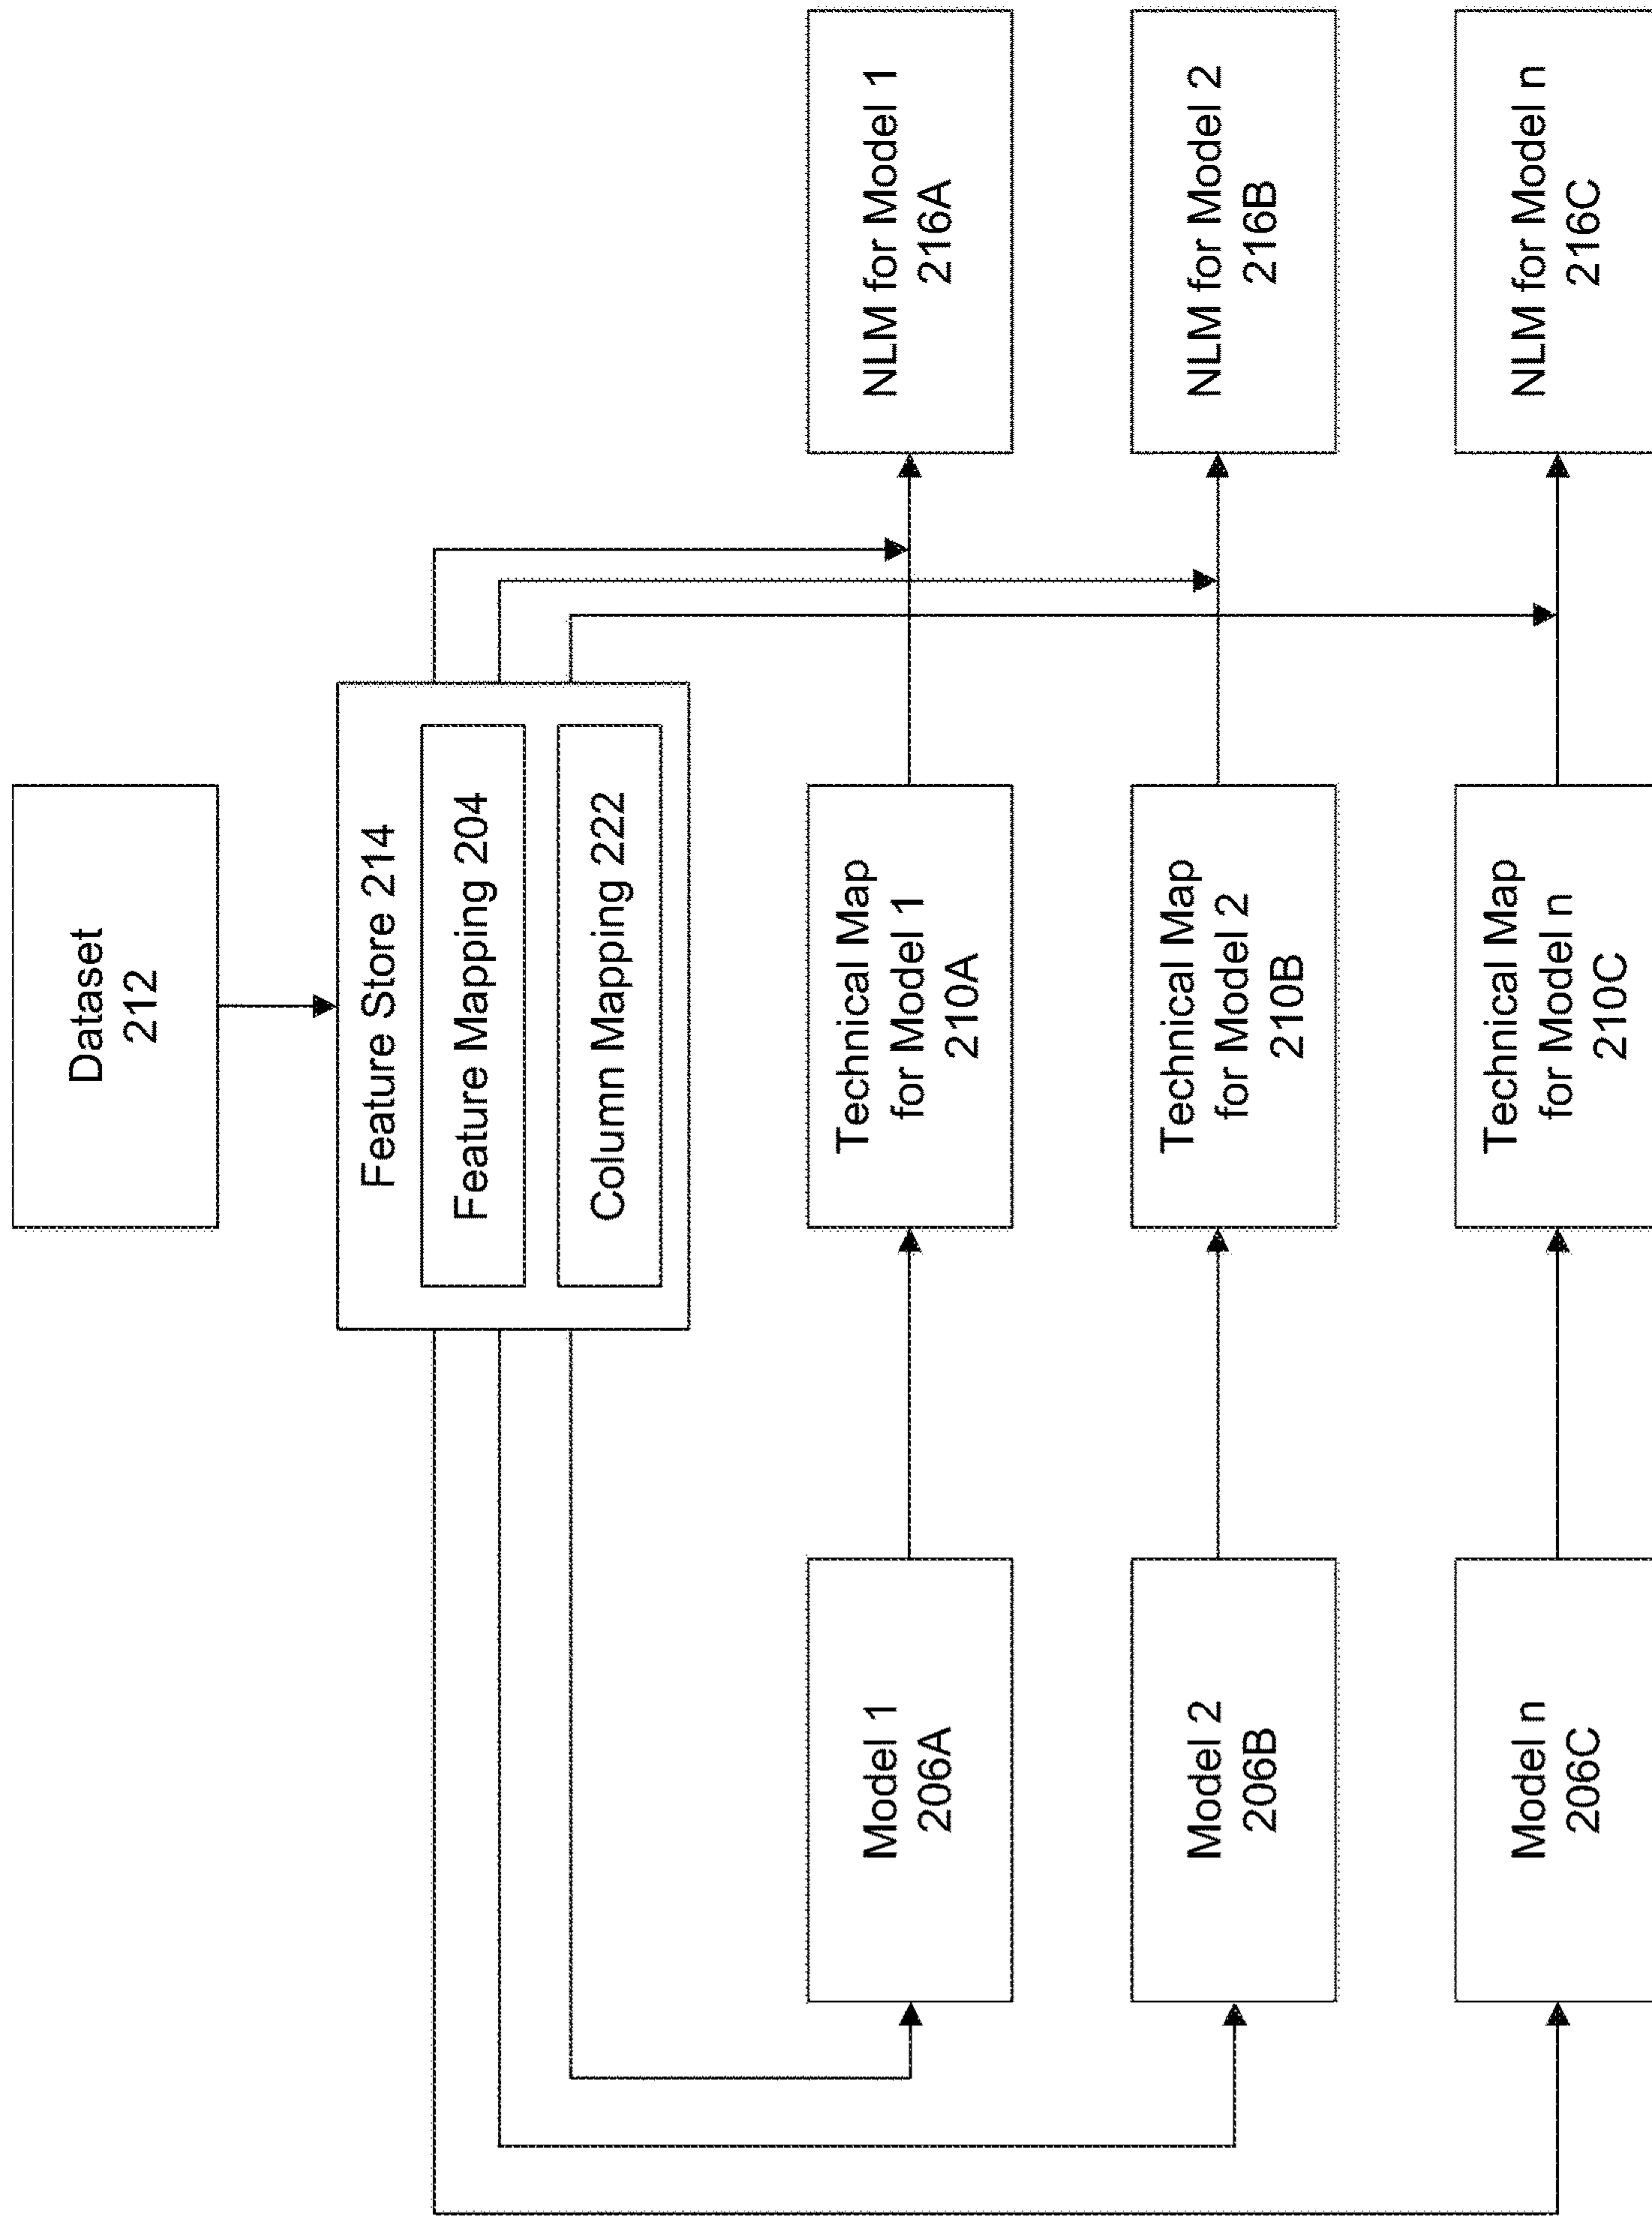 Dataset
212
Feature Store 214
Feature Mapping 204
Column Mapping 222
Model 1
206A
Technical Map
for Model 1
210A
NLM for Model 1
216A
Model 2
206B
Technical Map
for Model 2
210B
NLM for Model 2
216B
Model n
206C
Technical Map
for Model n
210C
NLM for Model n
216C